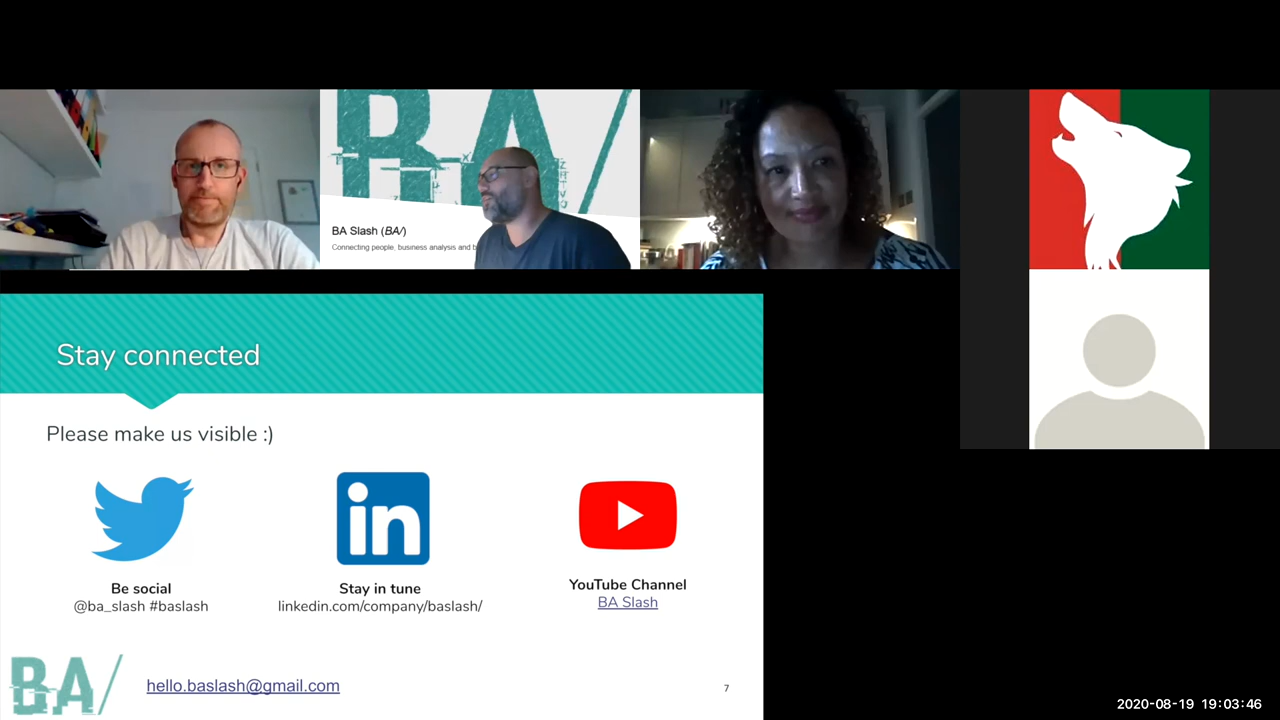 BA/
BA Slash (BA/)
Connecting people, business analysis and b
Stay connected
Please make us visible :)
in
Be social
@ba_slash #baslash
Stay in tune
linkedin.com/company/baslash/
YouTube Channel
BA Slash
BA/
hello.baslash@gmail.com
7
2020-08-19 19:03:46